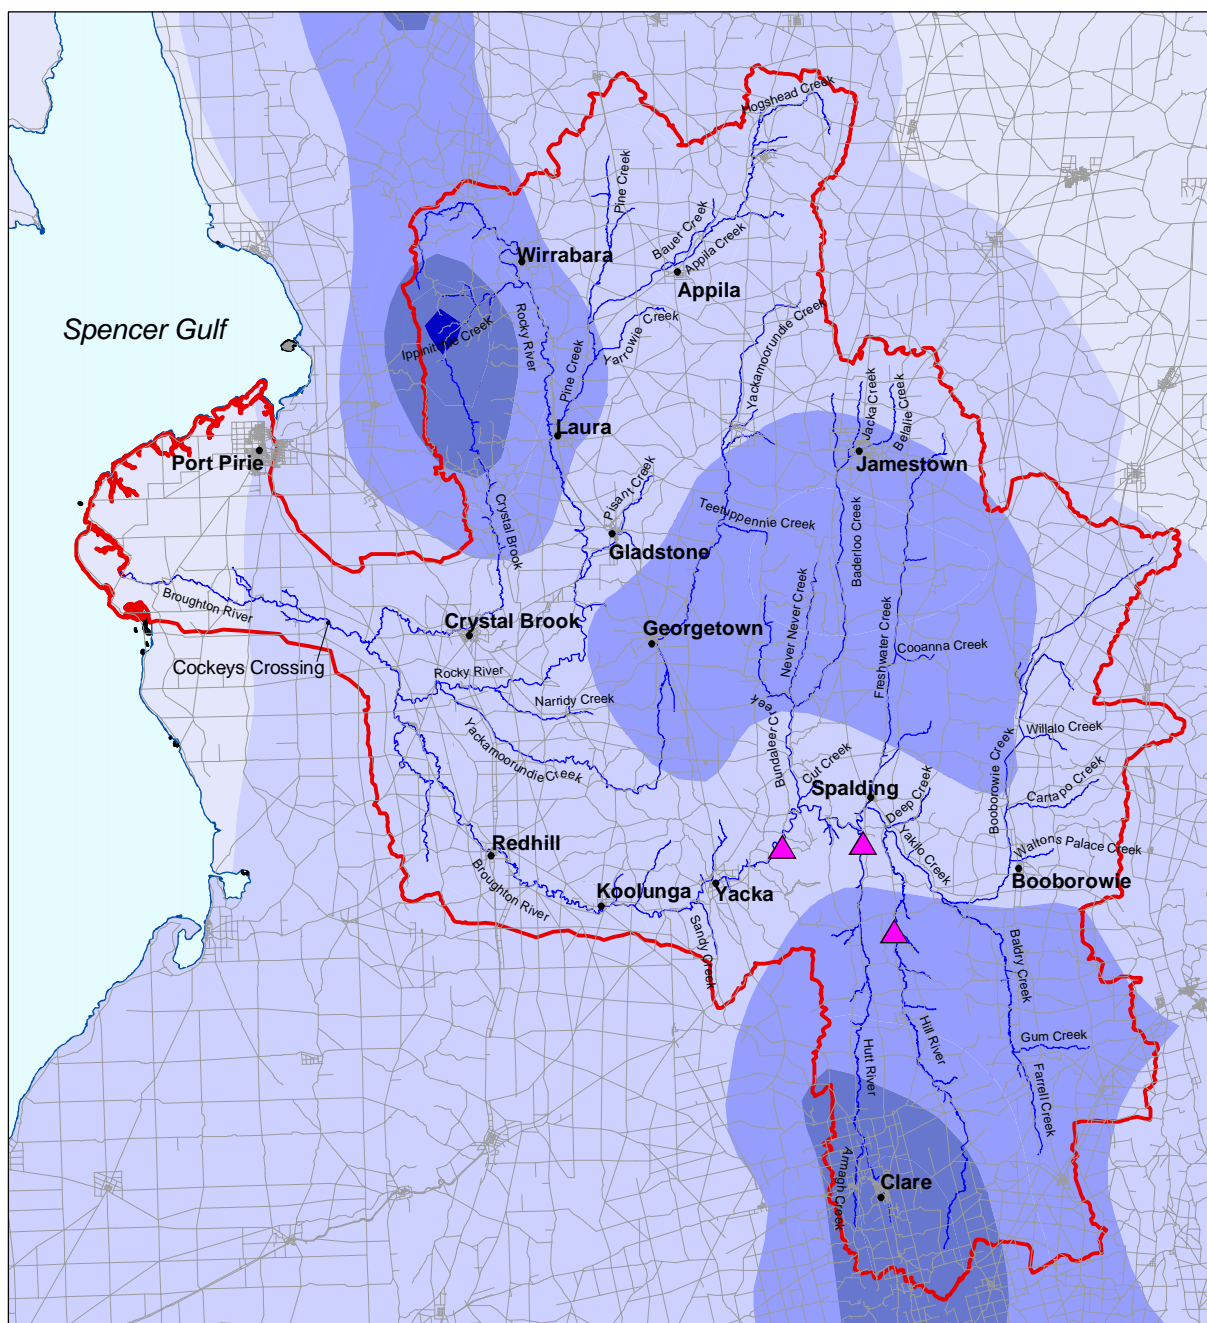 Hogshead Creek
Pine Creek
Bauer Creek
Appila Creek
Wirrabara
Appila
Spencer Gulf
Rocky River
Yackamoorundie Creek
Yarrowie Creek
Pine Creek
Jacka Creek
Belalie Creek
Laura
Port Pirie
Jamestown
Pisant Creek
Crystal Brook
Teetuppennie Creek
Baderloo Creek
Gladstone
Broughton River
Never Never Creek
Crystal Brook
Georgetown
Freshwater Creek
Cooanna Creek
Cockeys Crossing
Rocky River
Narridy Creek
Bundaleer Creek
Willalo Creek
Yackamoorundie Creek
Cut Creek
Booborowie Creek
Spalding
Cartapo Creek
Deep Creek
Redhill
Yakilo Creek
Waltons Palace Creek
Booborowie
Broughton River
Koolunga
Yacka
Sandy Creek
Baldry Creek
Hill River
Gum Creek
Hutt River
Farrell Creek
Armagh Creek
Clare